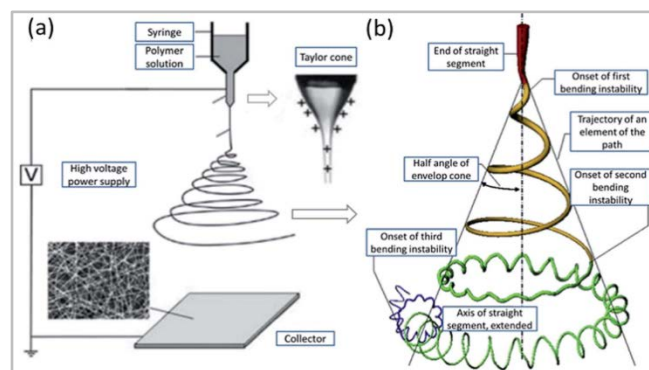 (a)
Syringe
Polymer
solution
Taylor cone
V
High voltage
power supply
Collector
(b)
End of straight
segment
Onset of first
bending instability
Trajectory of an
element of the
path
Half angle of
envelop cone
Onset of second
bending
instability
Onset of third
bending instability
Axis of straight
segment, extended